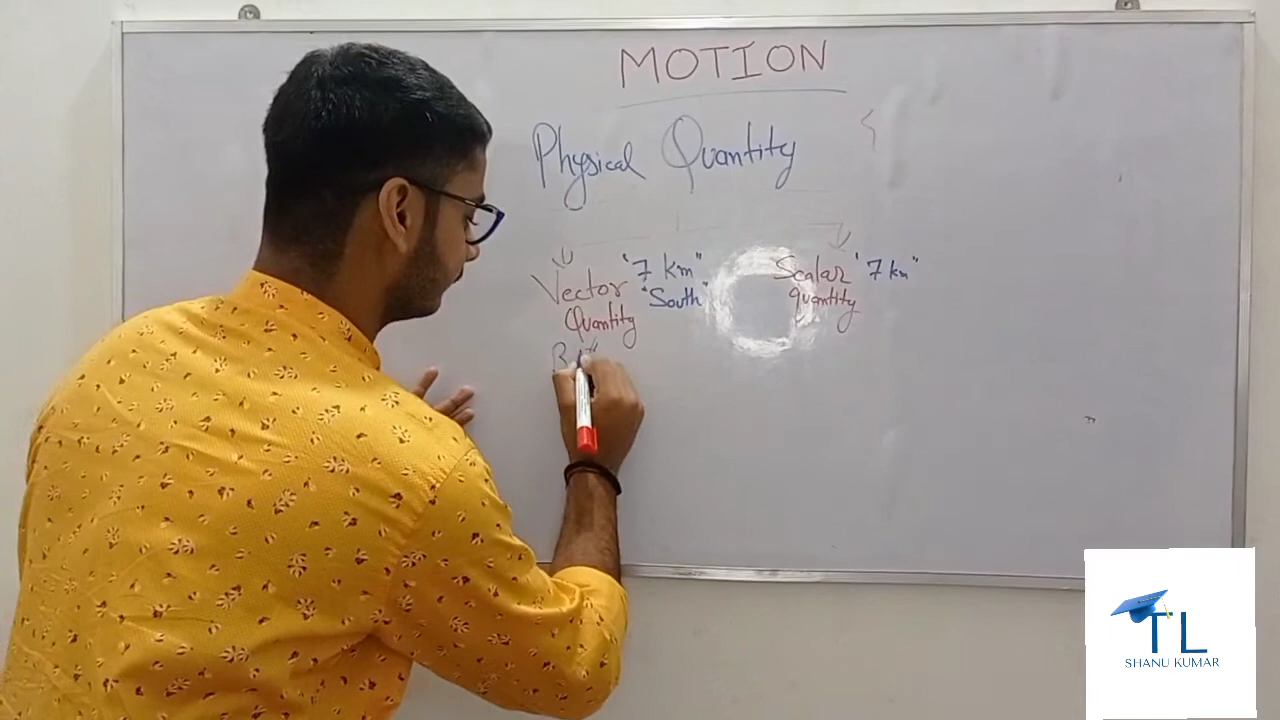 MOTION
Physical Quantity
Vector "7 km" Scalar "7 km"
Quantity "South" quantity
TL
SHANU KUMAR